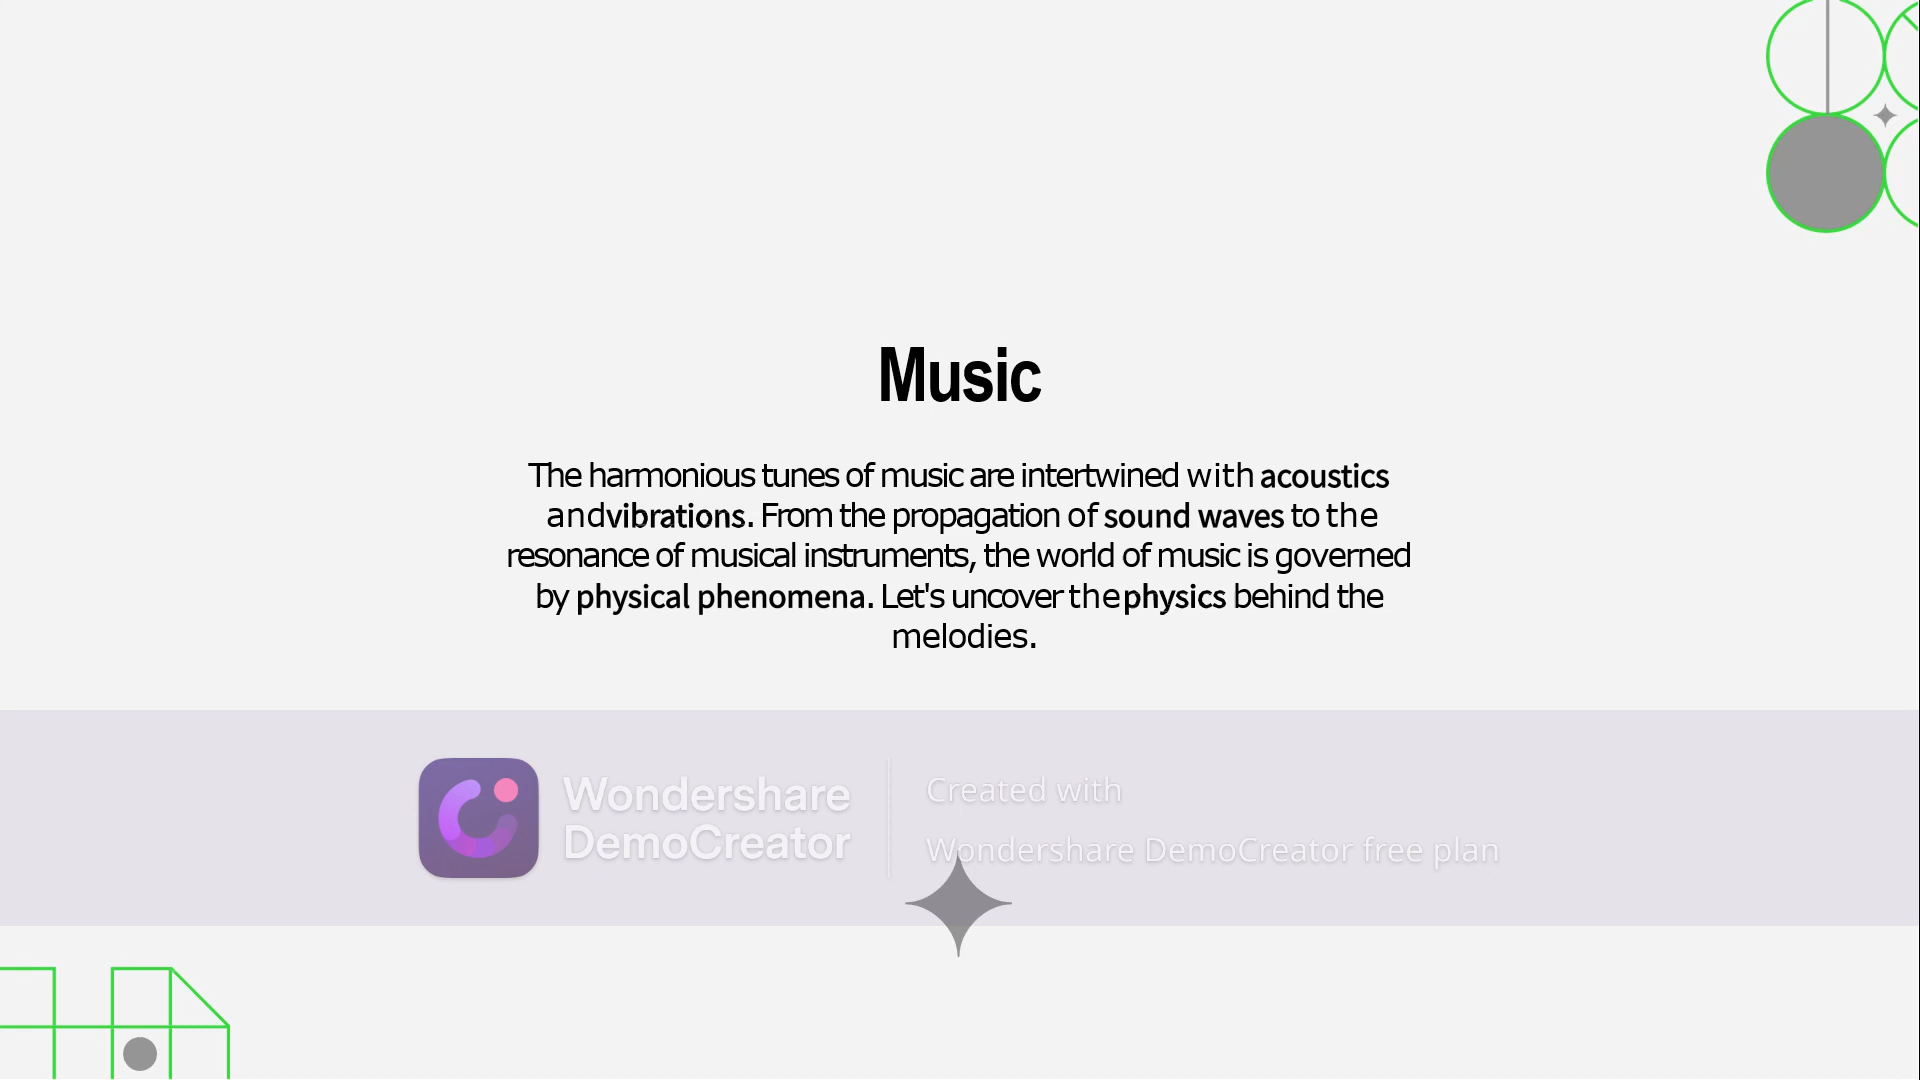 Music
The harmonious tunes of music are intertwined with acoustics
andvibrations. From the propagation of sound waves to the
resonance of musical instruments, the world of music is governed
by physical phenomena. Let's uncover the physics behind the
melodies.
Wondershare
DemoCreator
Created with
Wondershare DemoCreator free plan